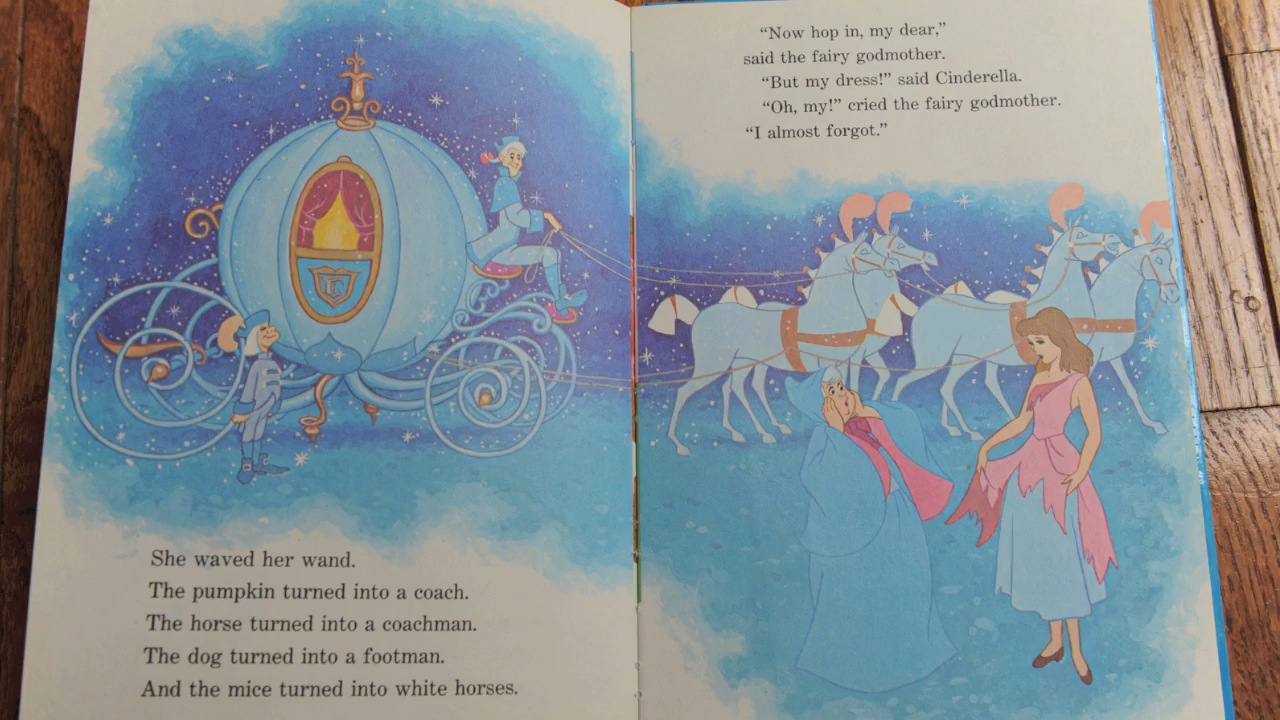 She waved her wand.
The pumpkin turned into a coach.
The horse turned into a coachman.
The dog turned into a footman.
And the mice turned into white horses.
“Now hop in, my dear,”
said the fairy godmother.
“But my dress!” said Cinderella.
“Oh, my!” cried the fairy godmother.
“I almost forgot.”